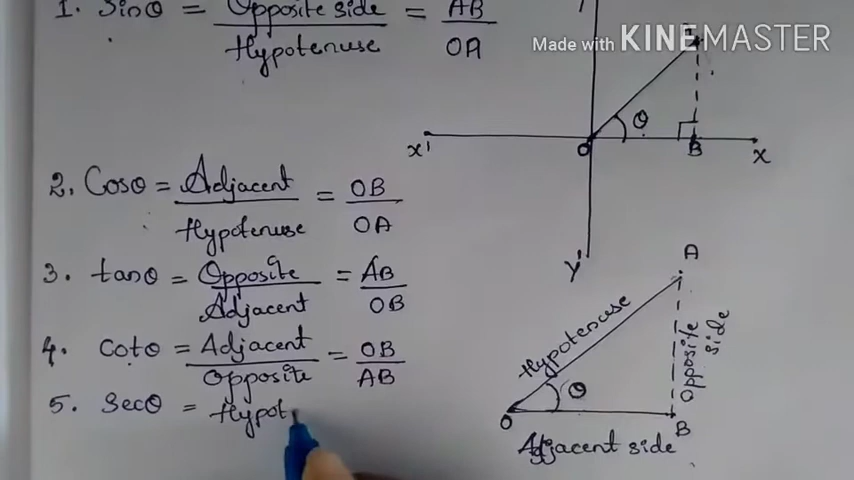 1. Sinθ = Opposite side / Hypotenuse = AB / OA
Made with KINEMASTER
θ
X' O B X
2. Cosθ = Adjacent / Hypotenuse = OB / OA
Y'
3. tanθ = Opposite / Adjacent = AB / OB
A
Hypotenuse
Opposite side
4. Cotθ = Adjacent / Opposite = OB / AB
5. Secθ = Hypot
θ
O B
Adjacent side